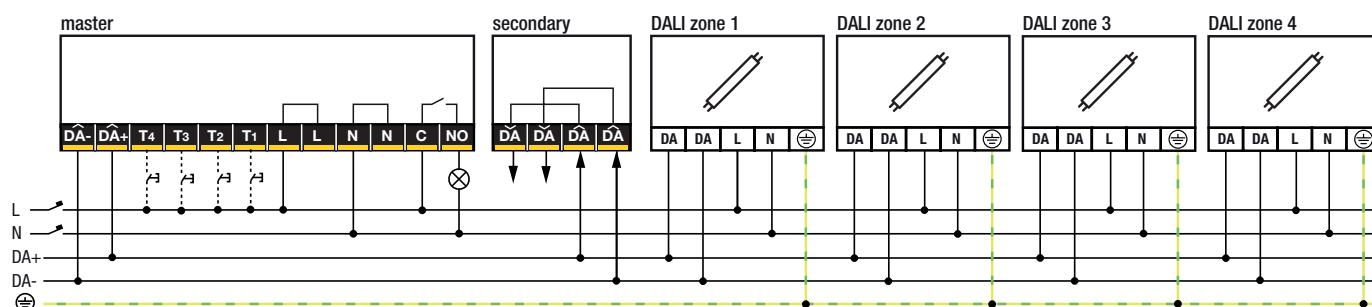 master
secondary
DALI zone 1
DALI zone 2
DALI zone 3
DALI zone 4
DA- DA+ T4 T3 T2 T1 L L N N C NO
DA DA DA DA
DA DA L N
DA DA L N
DA DA L N
DA DA L N
L
N
DA+
DA-